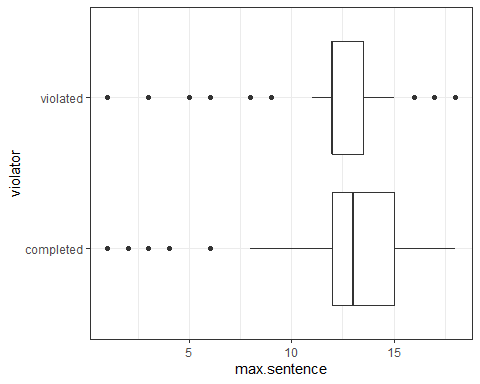 violated
completed
violator
5
10
15
max.sentence